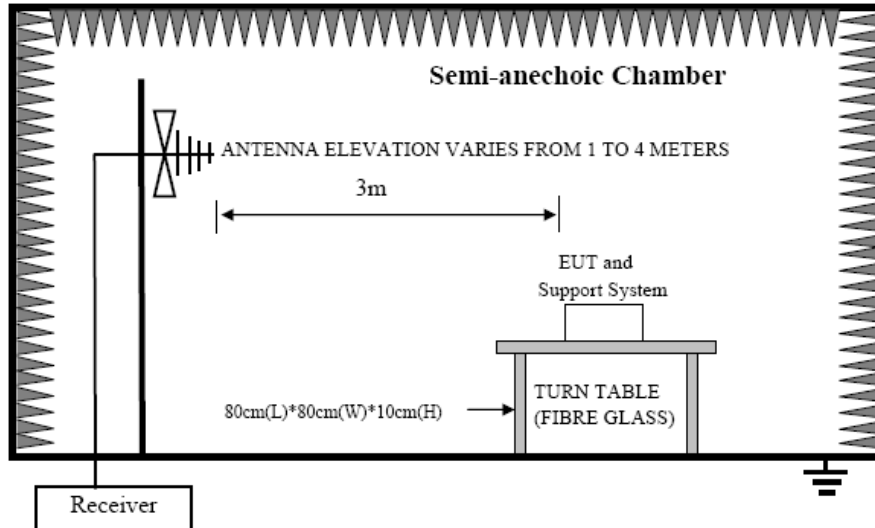 Semi-anechoic Chamber
ANTENNA ELEVATION VARIES FROM 1 TO 4 METERS
3m
EUT and
Support System
80cm(L)*80cm(W)*10cm(H)
TURN TABLE
(FIBRE GLASS)
Receiver